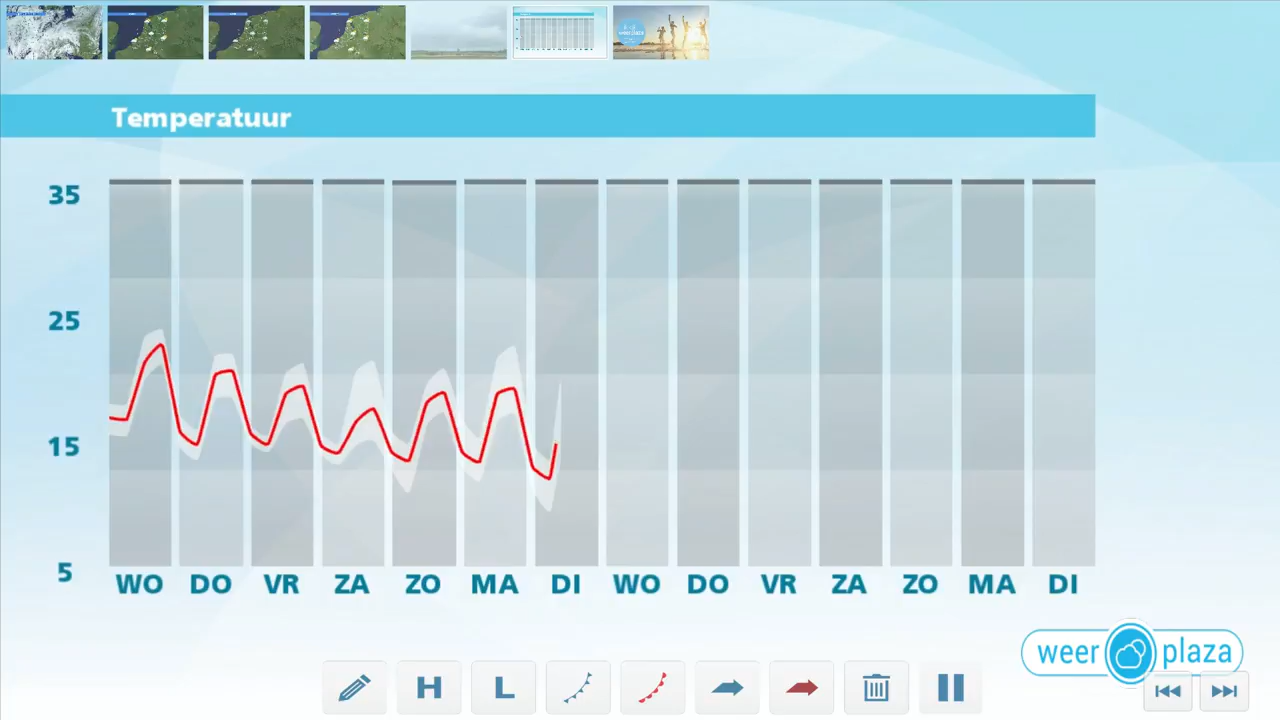 Temperatuur
35
25
15
5
WO DO VR ZA ZO MA DI WO DO VR ZA ZO MA DI
weer plaza
H L